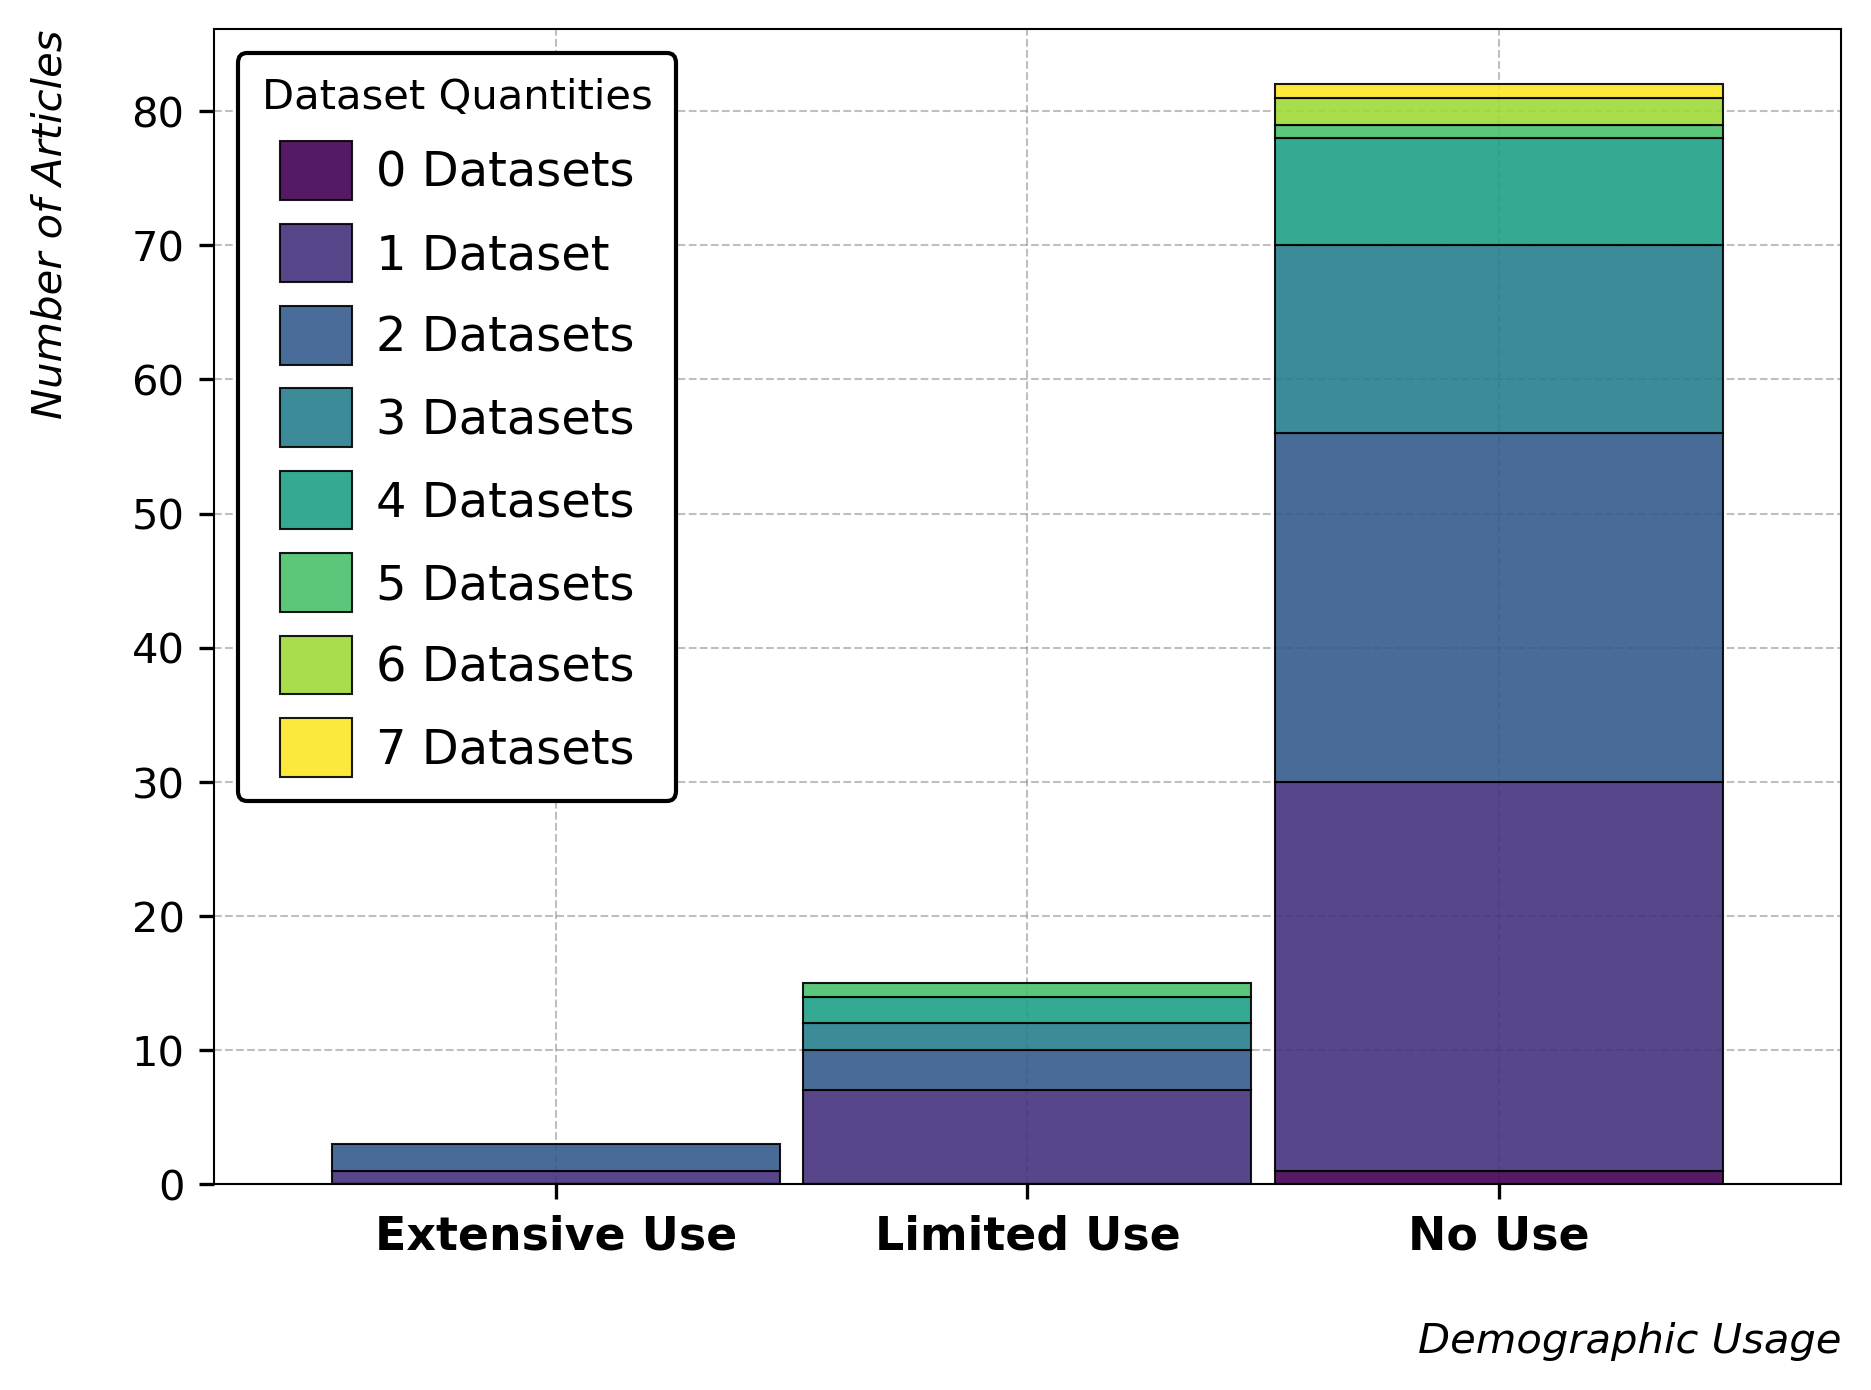 Number of Articles
Dataset Quantities
0 Datasets
1 Dataset
2 Datasets
3 Datasets
4 Datasets
5 Datasets
6 Datasets
7 Datasets
80
70
60
50
40
30
20
10
0
Extensive Use
Limited Use
No Use
Demographic Usage